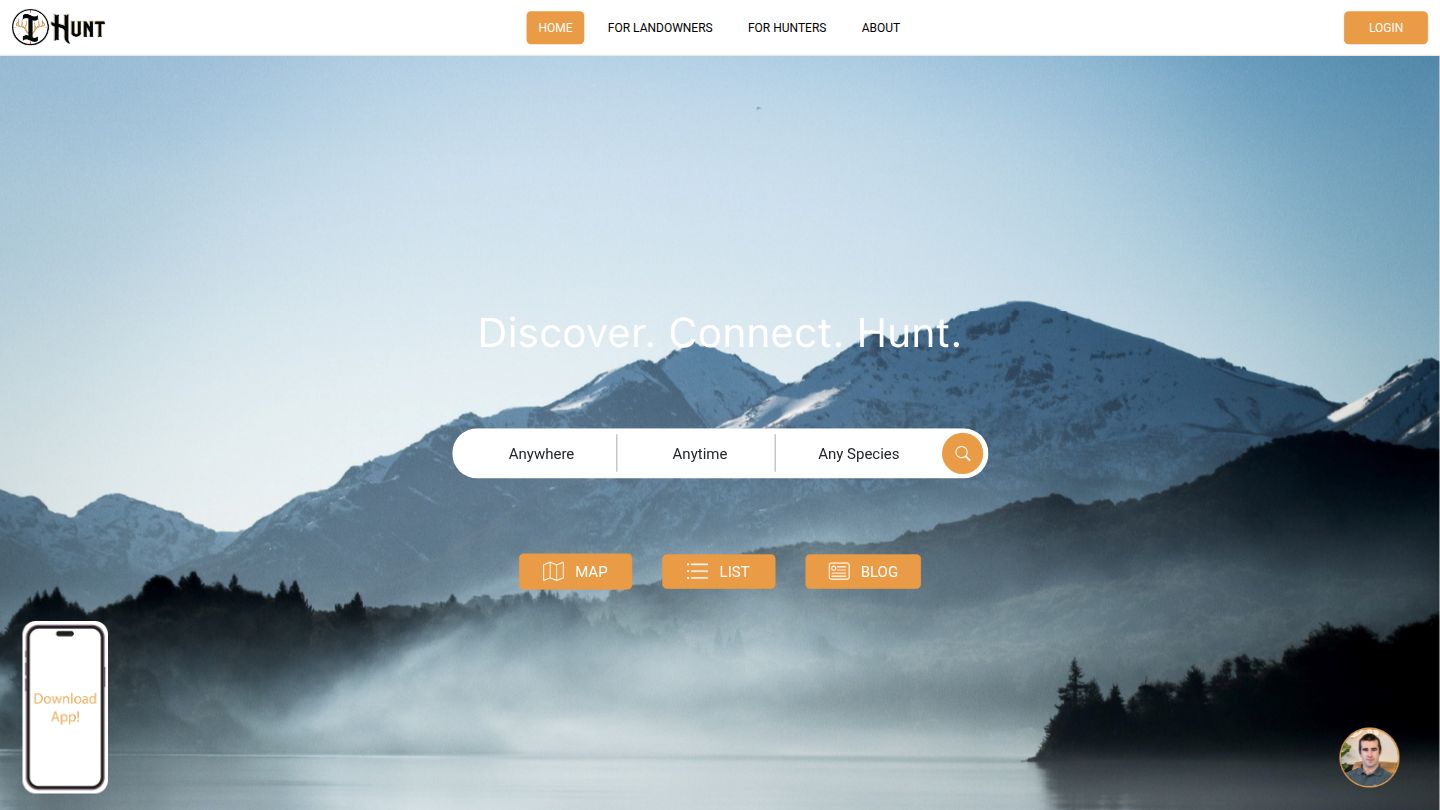 I HUNT
HOME
FOR LANDOWNERS
FOR HUNTERS
ABOUT
LOGIN
Discover. Connect. Hunt.
Anywhere
Anytime
Any Species
MAP
LIST
BLOG
Download
App!